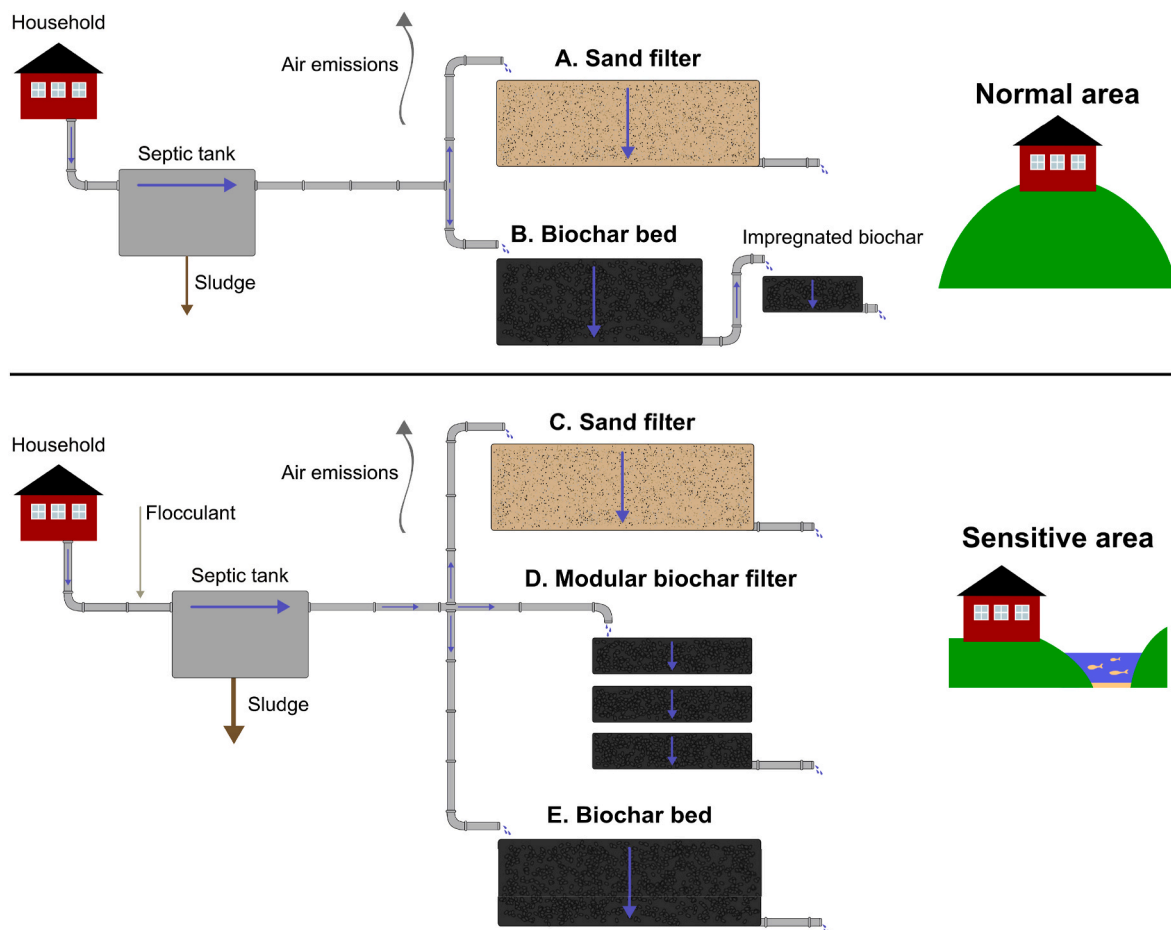 Household
Air emissions
A. Sand filter
Normal area
Septic tank
B. Biochar bed
Impregnated biochar
Sludge
Household
Air emissions
C. Sand filter
Flocculant
Sensitive area
Septic tank
D. Modular biochar filter
Sludge
E. Biochar bed